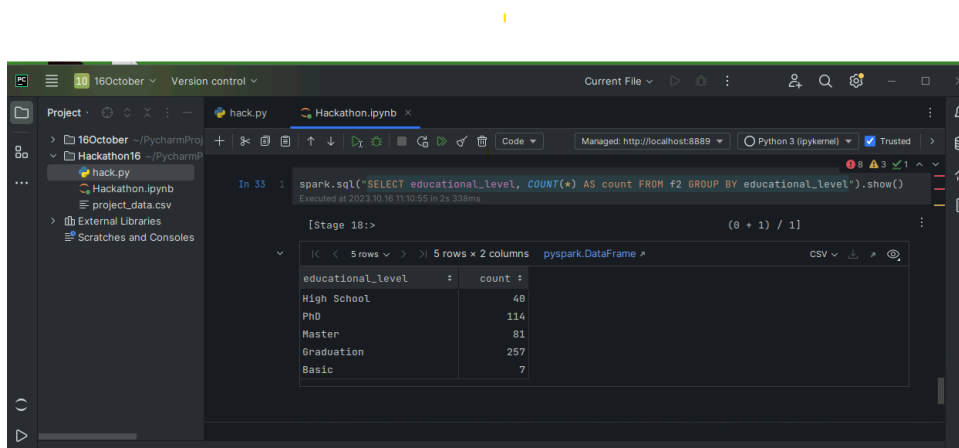 PC 10 16October Version control Current File
Project hack.py Hackathon.ipynb
16October ~/PycharmProj
Hackathon16 ~/PycharmP
hack.py
Hackathon.ipynb
project_data.csv
External Libraries
Scratches and Consoles
Code Managed: http://localhost:8889 Python 3 (ipykernel) Trusted
8 3 1
In 33 1 spark.sql("SELECT educational_level, COUNT(*) AS count FROM f2 GROUP BY educational_level").show()
Executed at 2023.10.16 11:10:55 in 2s 338ms
[Stage 18:> (0 + 1) / 1]
5 rows 5 rows × 2 columns pyspark.DataFrame CSV
educational_level count
High School 40
PhD 114
Master 81
Graduation 257
Basic 7